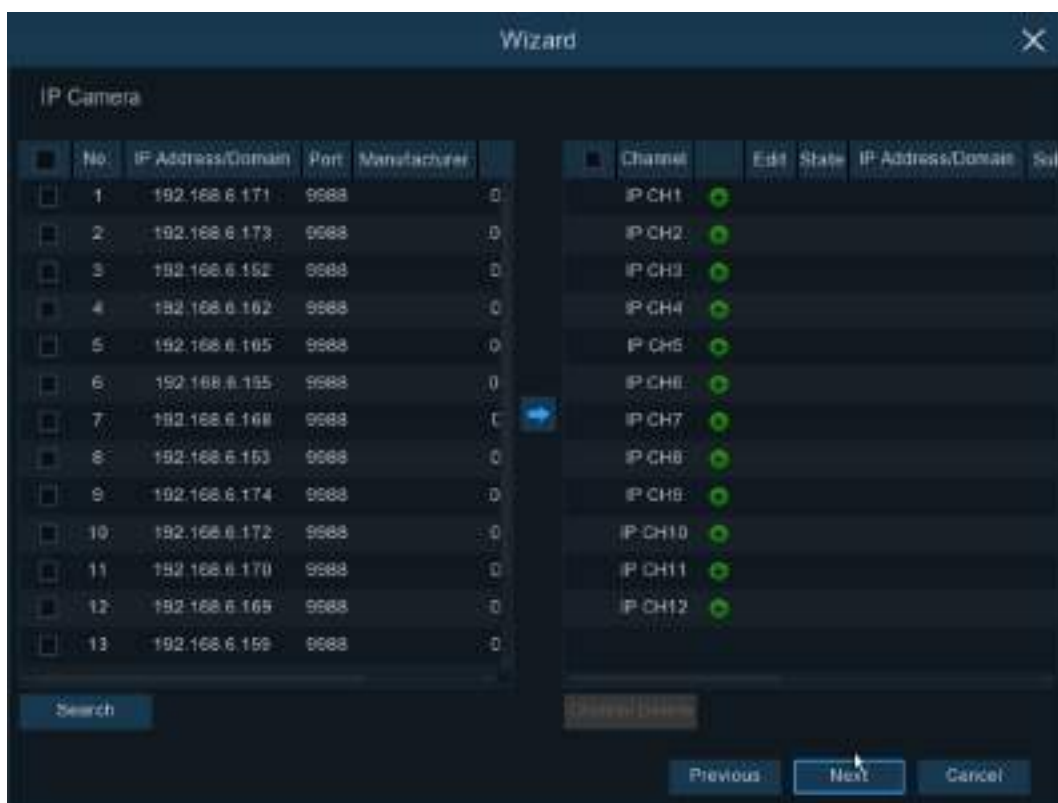 Wizard
IP Camera
No. IP Address/Domain Port Manufacturer
1 192.168.6.171 9988
2 192.168.6.173 9988
3 192.168.6.152 9988
4 192.168.6.162 9988
5 192.168.6.165 9988
6 192.168.6.155 9988
7 192.168.6.168 9988
8 192.168.6.153 9988
9 192.168.6.174 9988
10 192.168.6.172 9988
11 192.168.6.170 9988
12 192.168.6.169 9988
13 192.168.6.159 9988
Search
Channel Edit State IP Address/Domain
IP CH1
IP CH2
IP CH3
IP CH4
IP CH5
IP CH6
IP CH7
IP CH8
IP CH9
IP CH10
IP CH11
IP CH12
Channel Delete
Previous Next Cancel